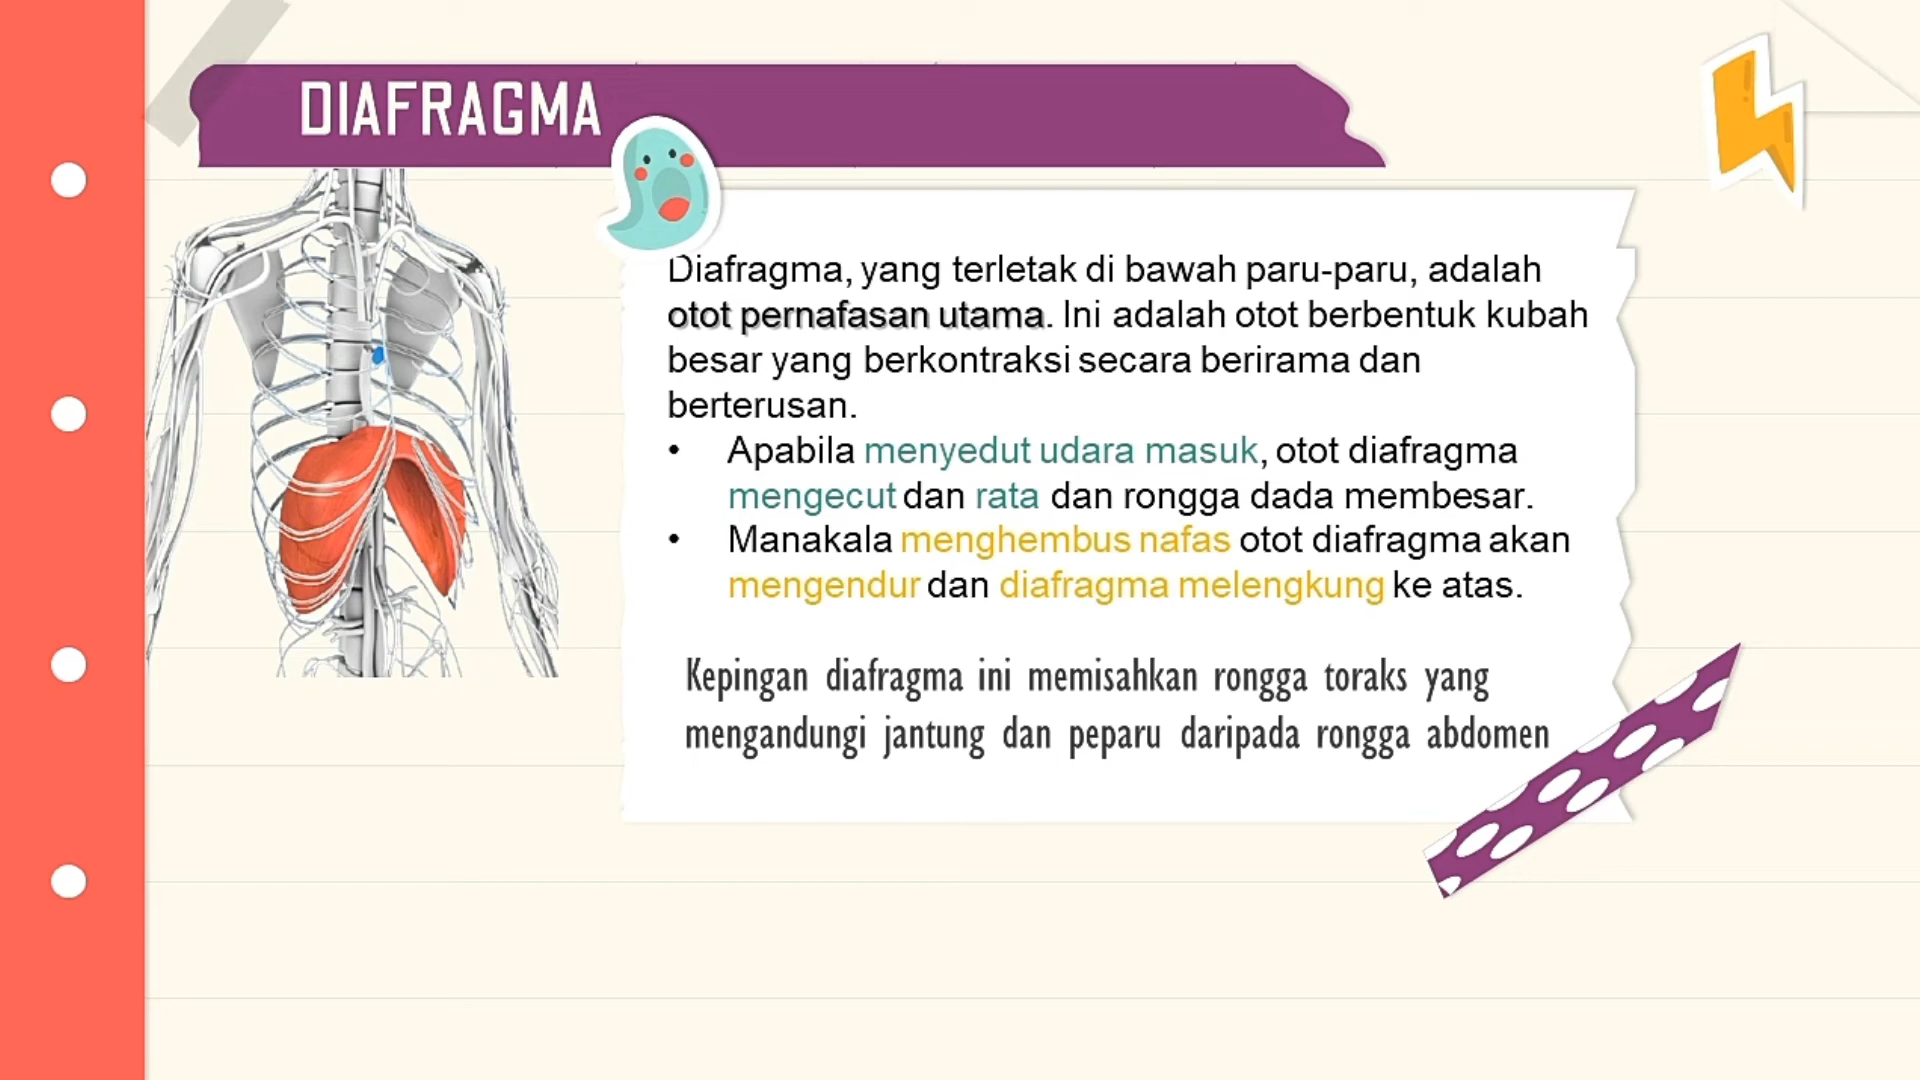 DIAFRAGMA
Diafragma, yang terletak di bawah paru-paru, adalah
otot pernafasan utama. Ini adalah otot berbentuk kubah
besar yang berkontraksi secara berirama dan
berterusan.
• Apabila menyedut udara masuk, otot diafragma
mengecut dan rata dan rongga dada membesar.
• Manakala menghembus nafas otot diafragma akan
mengendur dan diafragma melengkung ke atas.
Kepingan diafragma ini memisahkan rongga toraks yang
mengandungi jantung dan peparu daripada rongga abdomen